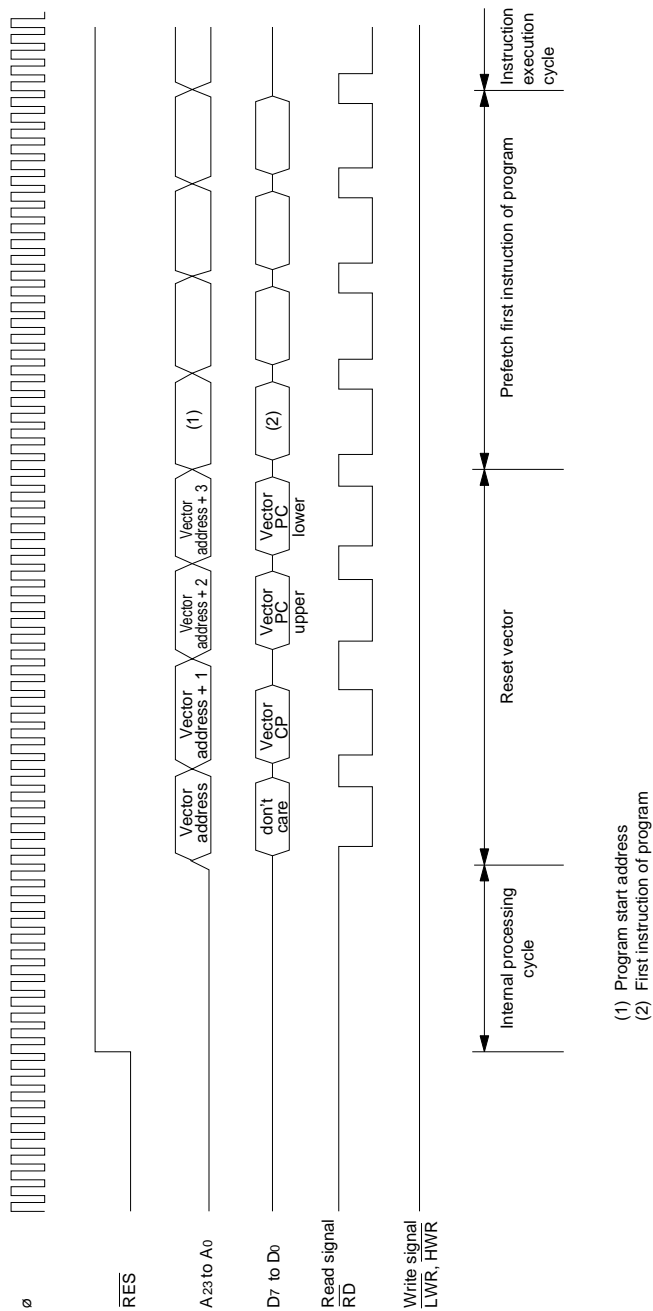 ø
RES
A23 to A0
D7 to D0
Read signal
RD
Write signal
LWR, HWR
Vector
address
Vector
address + 1
Vector
address + 2
Vector
address + 3
(1)
don't
care
Vector
CP
Vector
PC
upper
Vector
PC
lower
(2)
Internal processing
cycle
Reset vector
Prefetch first instruction of program
Instruction
execution
cycle
(1) Program start address
(2) First instruction of program